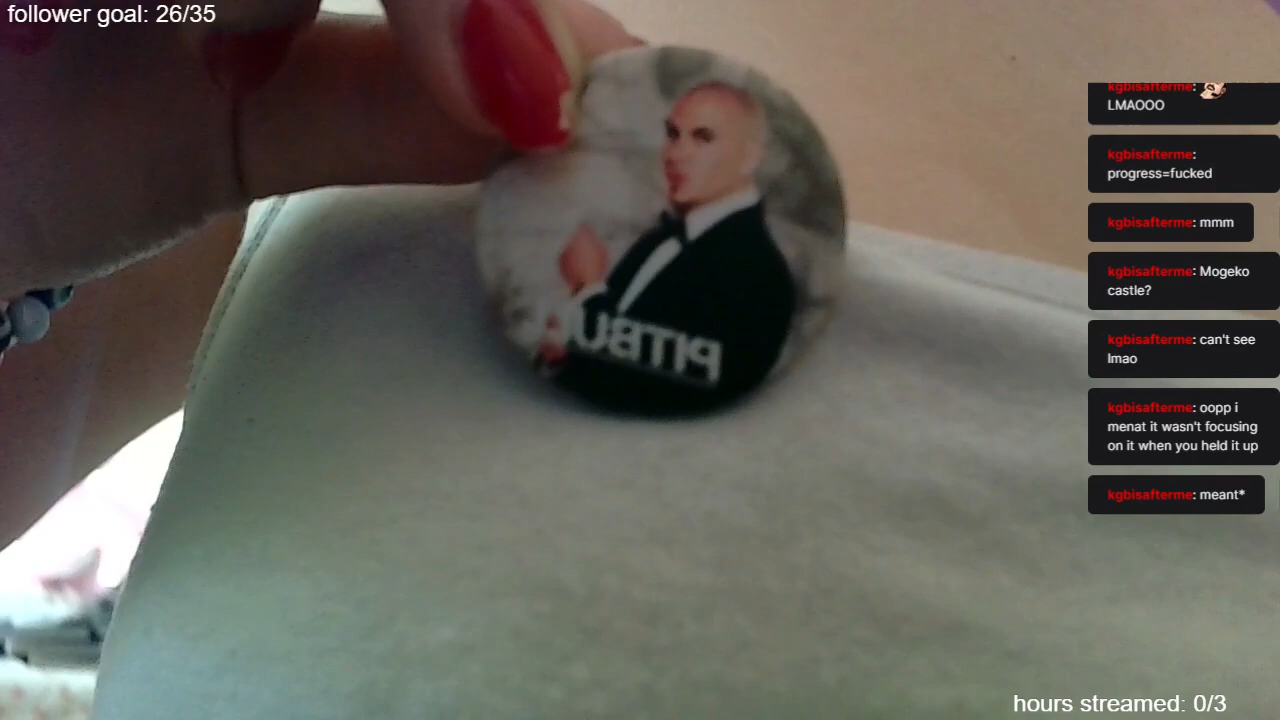 follower goal: 26/35
kgbisafterme:
LMAOOO
kgbisafterme:
progress=fucked
kgbisafterme: mmm
kgbisafterme: Mogeko
castle?
kgbisafterme: can't see
lmao
kgbisafterme: oopp i
menat it wasn't focusing
on it when you held it up
kgbisafterme: meant*
PITBU
hours streamed: 0/3